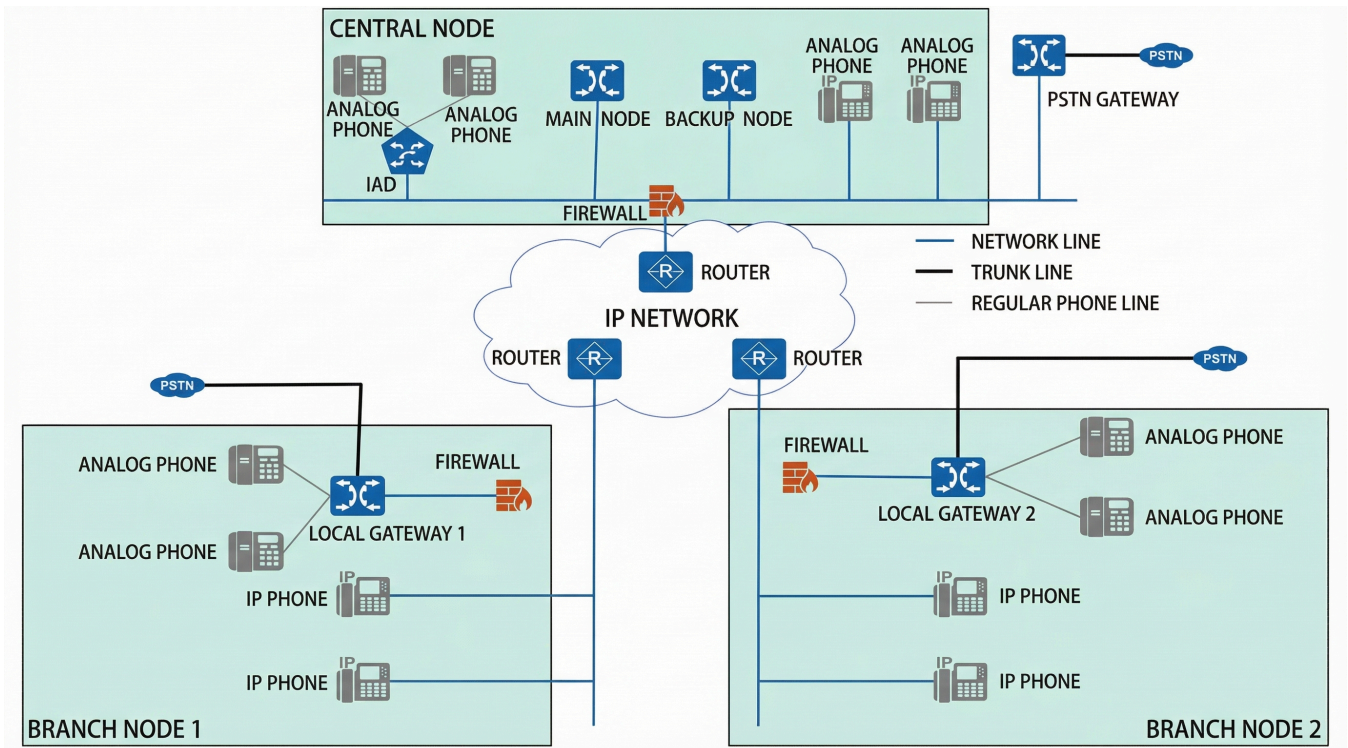 CENTRAL NODE
ANALOG
PHONE
ANALOG
PHONE
IAD
MAIN NODE
BACKUP NODE
ANALOG
PHONE
IP
ANALOG
PHONE
IP
PSTN
PSTN GATEWAY
FIREWALL
R
ROUTER
IP NETWORK
NETWORK LINE
TRUNK LINE
REGULAR PHONE LINE
ROUTER
R
R
ROUTER
PSTN
PSTN
ANALOG PHONE
FIREWALL
LOCAL GATEWAY 1
ANALOG PHONE
IP
IP PHONE
IP
IP PHONE
BRANCH NODE 1
FIREWALL
ANALOG PHONE
LOCAL GATEWAY 2
ANALOG PHONE
IP
IP PHONE
IP
IP PHONE
BRANCH NODE 2